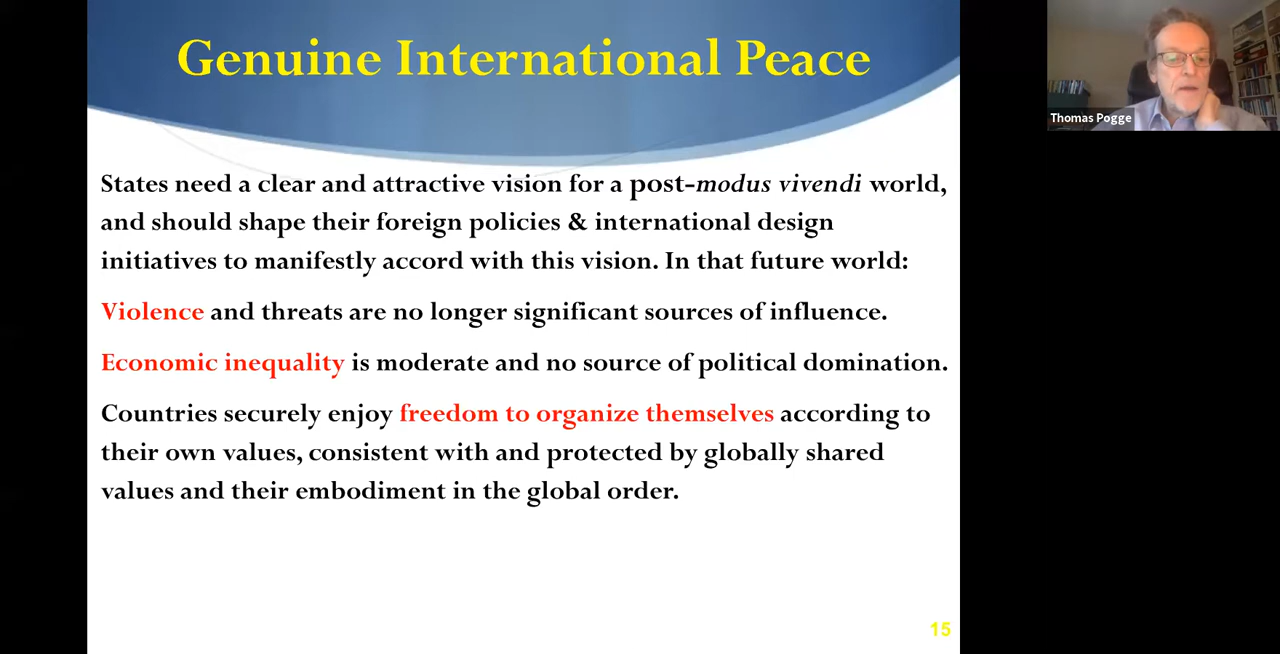 Genuine International Peace
Thomas Pogge
States need a clear and attractive vision for a post-modus vivendi world,
and should shape their foreign policies & international design
initiatives to manifestly accord with this vision. In that future world:
Violence and threats are no longer significant sources of influence.
Economic inequality is moderate and no source of political domination.
Countries securely enjoy freedom to organize themselves according to
their own values, consistent with and protected by globally shared
values and their embodiment in the global order.
15